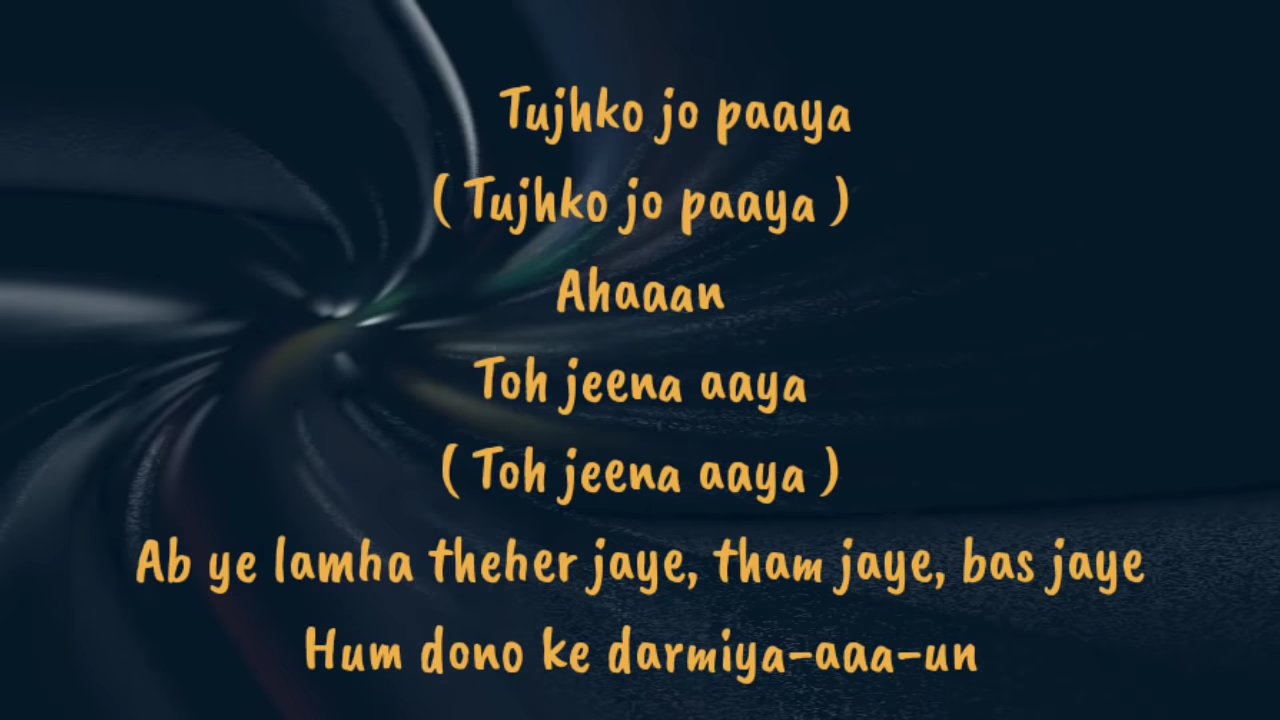 Tujhko jo paaya
( Tujhko jo paaya )
Ahaaan
Toh jeena aaya
( Toh jeena aaya )
Ab ye lamha theher jaye, tham jaye, bas jaye
Hum dono ke darmiya-aaa-un